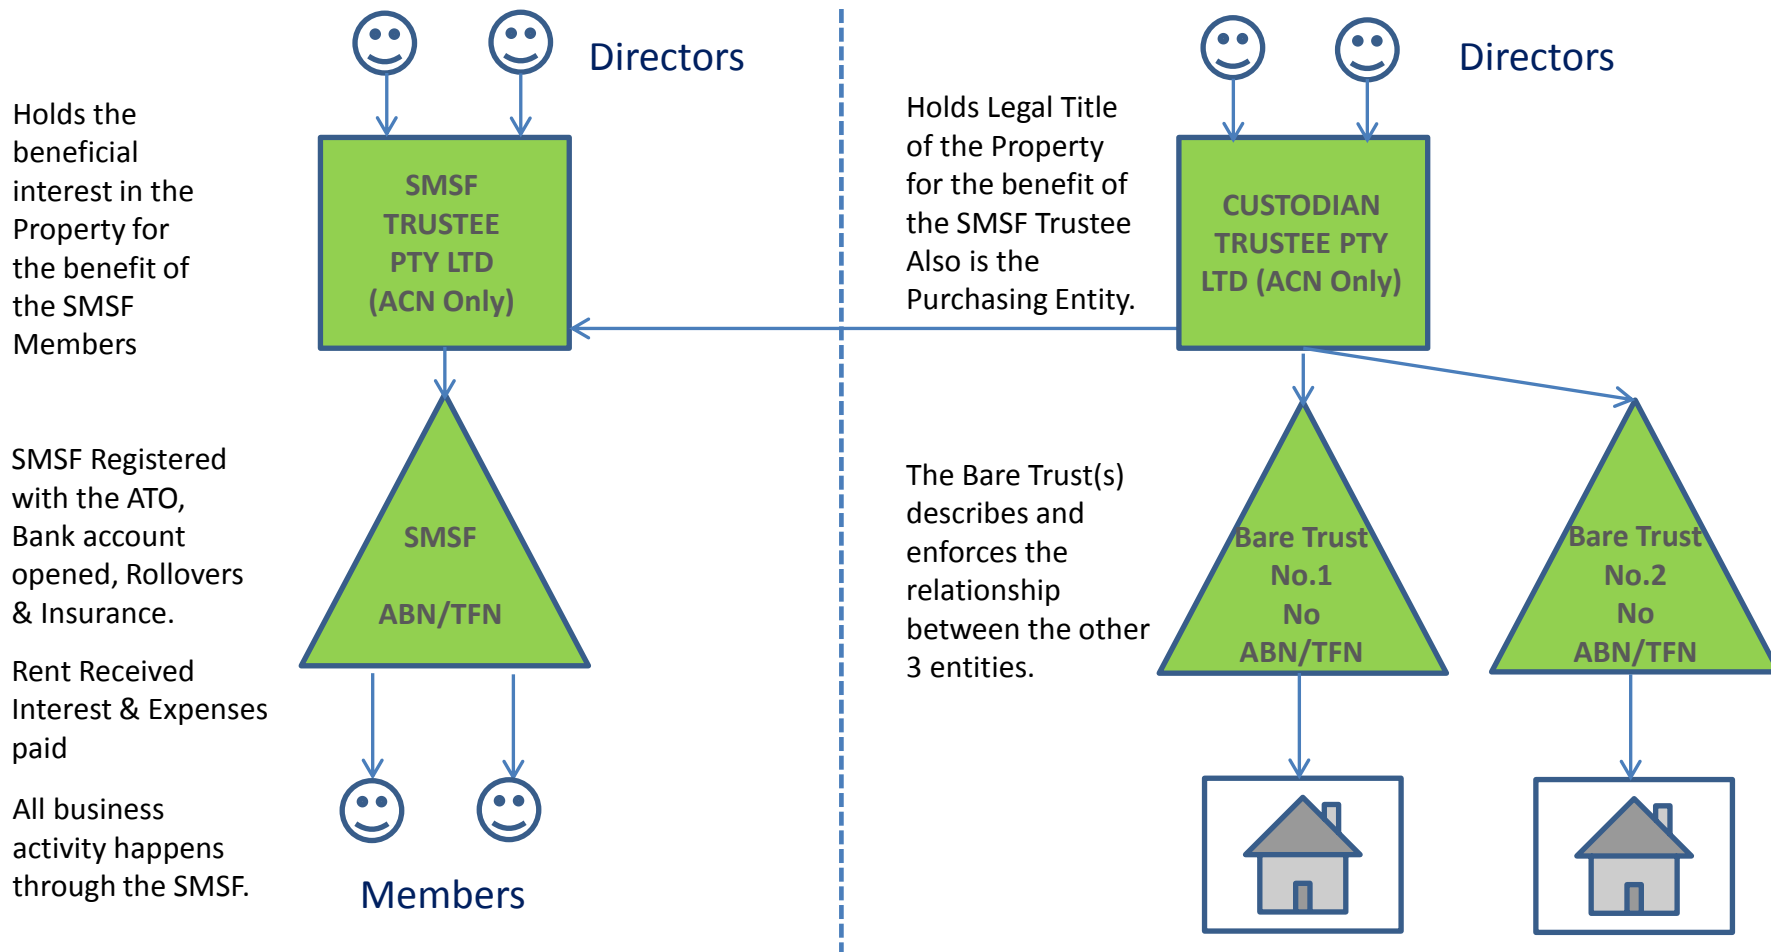 Directors
Holds the
beneficial
interest in the
Property for
the benefit of
the SMSF
Members
SMSF
TRUSTEE
PTY LTD
(ACN Only)
SMSF Registered
with the ATO,
Bank account
opened, Rollovers
& Insurance.
SMSF
ABN/TFN
Rent Received
Interest & Expenses
paid
All business
activity happens
through the SMSF.
Members
Directors
Holds Legal Title
of the Property
for the benefit of
the SMSF Trustee
Also is the
Purchasing Entity.
CUSTODIAN
TRUSTEE PTY
LTD (ACN Only)
The Bare Trust(s)
describes and
enforces the
relationship
between the other
3 entities.
Bare Trust
No.1
No
ABN/TFN
Bare Trust
No.2
No
ABN/TFN